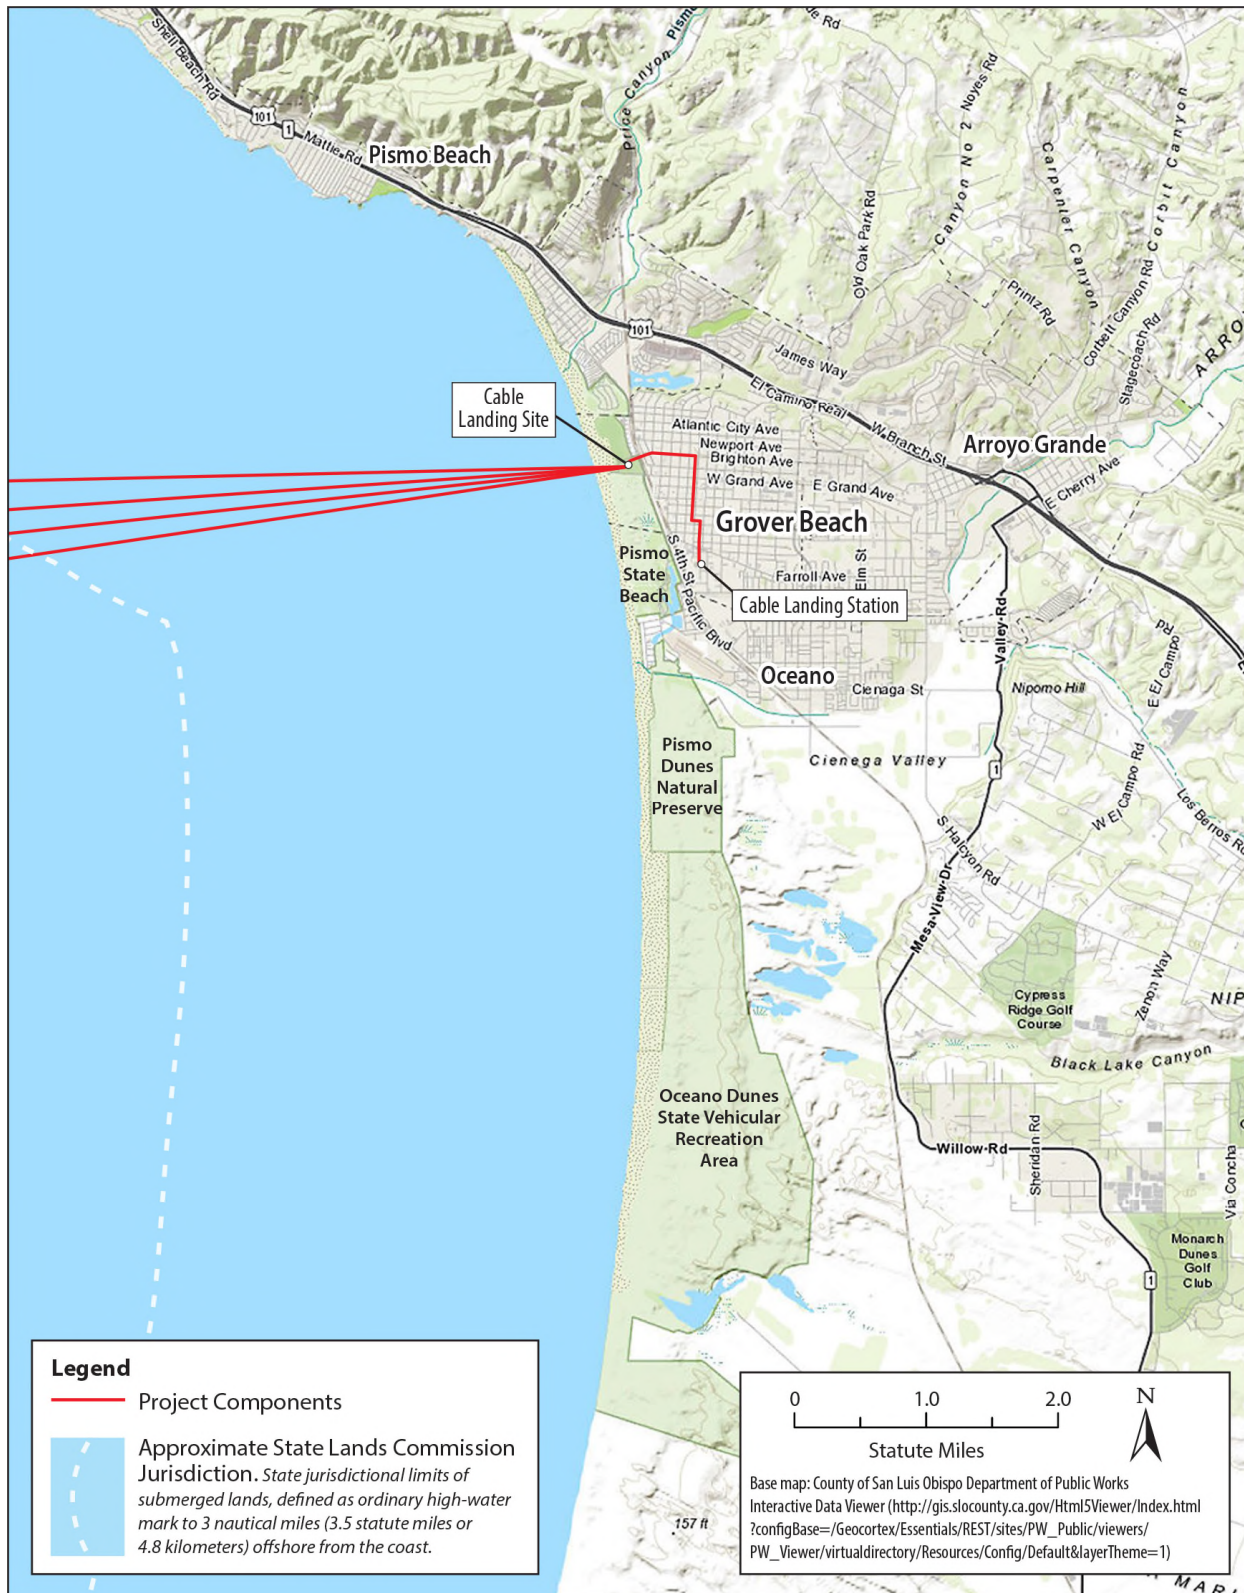 Shell Beach Rd
101
1
Mattie Rd
Pismo Beach
Price Canyon
Pismo
de Rd
Canyon No 2 Noyes Rd
Carpenter Canyon
Corbit Canyon
Old Oak Park Rd
Printz Rd
Corbett Canyon Rd
Stagecoach Rd
ARRO
101
James Way
El Camino Real
W Branch St
Arroyo Grande
E Cherry Ave
Cable
Landing Site
Atlantic City Ave
Newport Ave
Brighton Ave
W Grand Ave
E Grand Ave
Grover Beach
Pismo
State
Beach
S 4th St
Pacific Blvd
Farroll Ave
Elm St
Cable Landing Station
Valley Rd
E El Campo Rd
Oceano
Cienaga St
Nipomo Hill
Cienega Valley
1
W El Campo Rd
Los Berros Rd
Pismo
Dunes
Natural
Preserve
S Halcyon Rd
Mesa View Dr
Cypress
Ridge Golf
Course
Zenon Way
NIP
Black Lake Canyon
Oceano Dunes
State Vehicular
Recreation
Area
Willow Rd
Sheridan Rd
Via Concha
Monarch
Dunes
Golf
Club
1
157 ft
Legend
Project Components
Approximate State Lands Commission
Jurisdiction. State jurisdictional limits of
submerged lands, defined as ordinary high-water
mark to 3 nautical miles (3.5 statute miles or
4.8 kilometers) offshore from the coast.
0 1.0 2.0
Statute Miles
N
Base map: County of San Luis Obispo Department of Public Works
Interactive Data Viewer (http://gis.slocounty.ca.gov/Html5Viewer/Index.html
?configBase=/Geocortex/Essentials/REST/sites/PW_Public/viewers/
PW_Viewer/virtualdirectory/Resources/Config/Default&layerTheme=1)